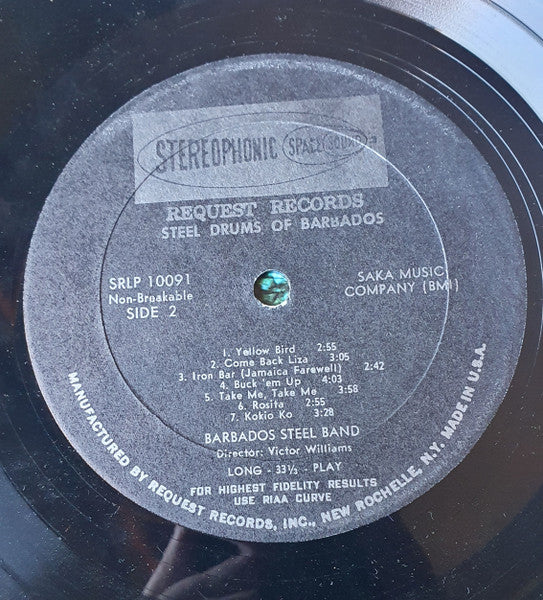 STEREOPHONIC SPACE SOUND
REQUEST RECORDS
STEEL DRUMS OF BARBADOS
SRLP 10091
Non-Breakable
SIDE 2
SAKA MUSIC
COMPANY (BMI)
1. Yellow Bird 2:55
2. Come Back Liza 3:05
3. Iron Bar (Jamaica Farewell) 2:42
4. Buck 'em Up 4:03
5. Take Me, Take Me 3:58
6. Rosita 2:55
7. Kokio Ko 3:28
BARBADOS STEEL BAND
Director: Victor Williams
LONG - 33⅓ - PLAY
FOR HIGHEST FIDELITY RESULTS
USE RIAA CURVE
MANUFACTURED BY REQUEST RECORDS, INC., NEW ROCHELLE, N.Y. MADE IN U.S.A.